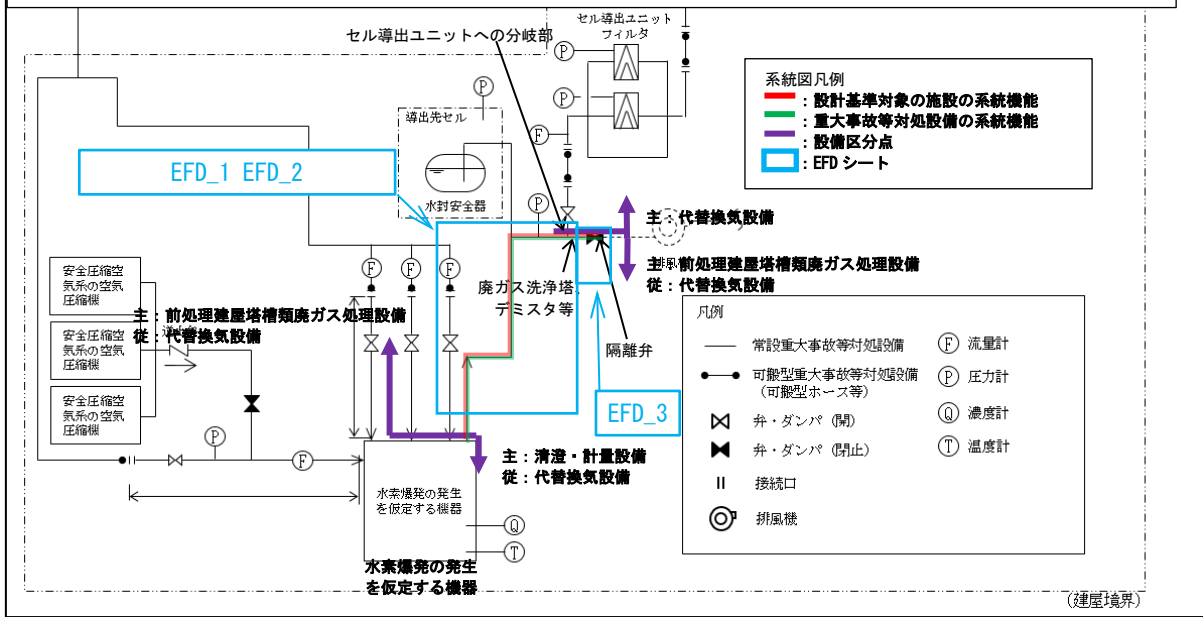 セル導出ユニット
フィルタ
セル導出ユニットへの分岐部
P
P
P
F
導出先セル
水封安全器
P
EFD_1 EFD_2
系統図凡例
：設計基準対象の施設の系統機能
：重大事故等対処設備の系統機能
：設備区分点
：EFDシート
主：代替換気設備
主：前処理建屋塔槽類廃ガス処理設備
従：代替換気設備
廃ガス洗浄塔、
デミスタ等
隔離弁
EFD_3
F
F
F
安全圧縮空
気系の空気
圧縮機
安全圧縮空
気系の空気
圧縮機
安全圧縮空
気系の空気
圧縮機
主：前処理建屋塔槽類廃ガス処理設備
従：代替換気設備
P
F
主：清澄・計量設備
従：代替換気設備
水素爆発の発生
を仮定する機器
Q
T
水素爆発の発生
を仮定する機器
凡例
常設重大事故等対処設備
可搬型重大事故等対処設備
（可搬型ホース等）
弁・ダンパ（開）
弁・ダンパ（閉止）
接続口
排風機
F 流量計
P 圧力計
Q 濃度計
T 温度計
（建屋境界）